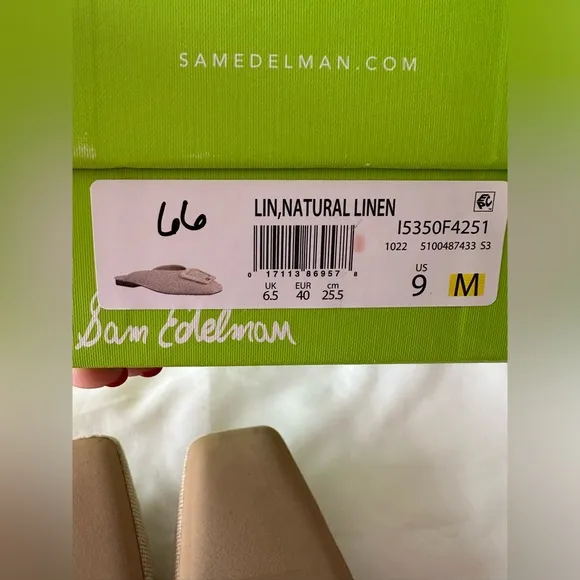 SAMEDELMAN.COM
66
LIN,NATURAL LINEN
I5350F4251
1022 5100487433 S3
0 17113 86957 8
UK EUR cm
6.5 40 25.5
US
9 M
Sam Edelman